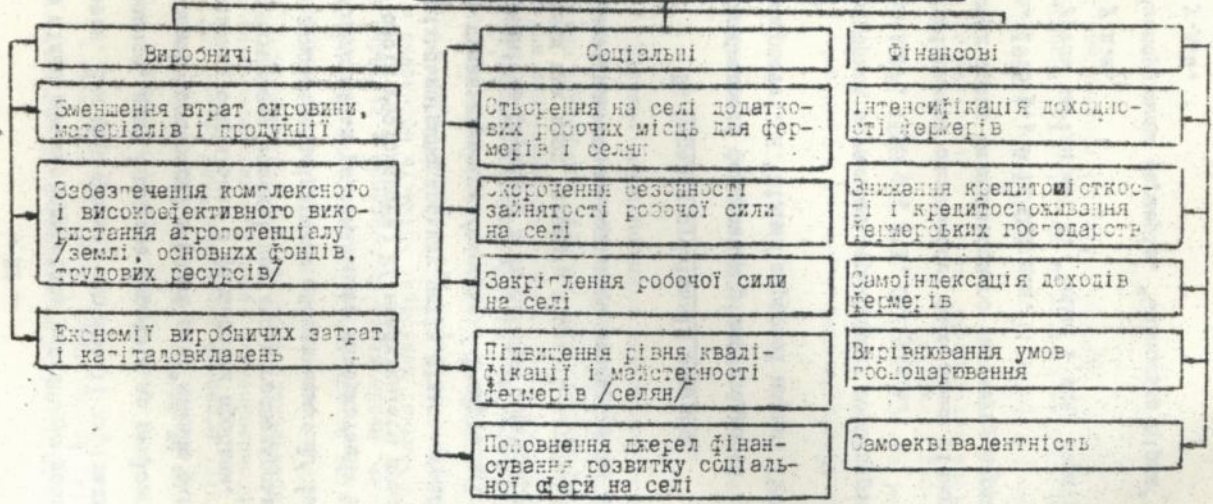 Виробничі
Зменшення втрат сировини,
матеріалів і продукції
Забезпечення комплексного
і високоефективного вико-
ристання агропотенціалу
/землі, основних фондів,
трудових ресурсів/
Економії виробничих затрат
і капіталовкладень
Соціальні
Створення на селі додатко-
вих робочих місць для фер-
мерів і селян
Скорочення сезонності
зайнятості робочої сили
на селі
Закріплення робочої сили
на селі
Підвищення рівня кваліфі-
фікації і майстерності
фермерів /селян/
Поповнення джерел фінан-
сування розвитку соціаль-
ної сфери на селі
Фінансові
Інтенсифікація доходнос-
ті фермерів
Зниження кредитомісткос-
ті і кредитоспоживання
фермерських господарств
Самоіндексація доходів
фермерів
Вирівнювання умов
господарювання
Самоеквівалентність